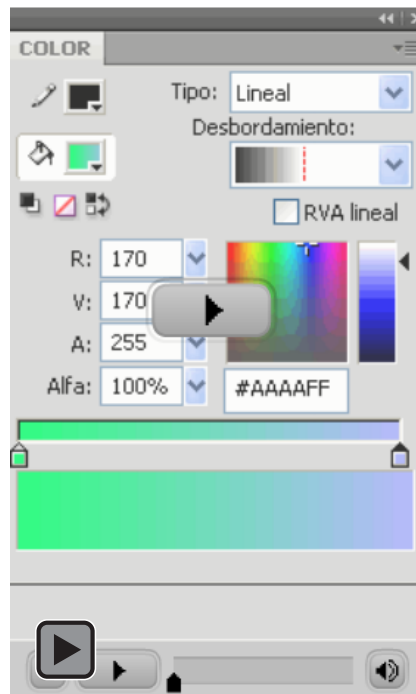 COLOR
Tipo: Lineal
Desbordamiento:
RVA lineal
R: 170
V: 170
A: 255
Alfa: 100% #AAAAFF